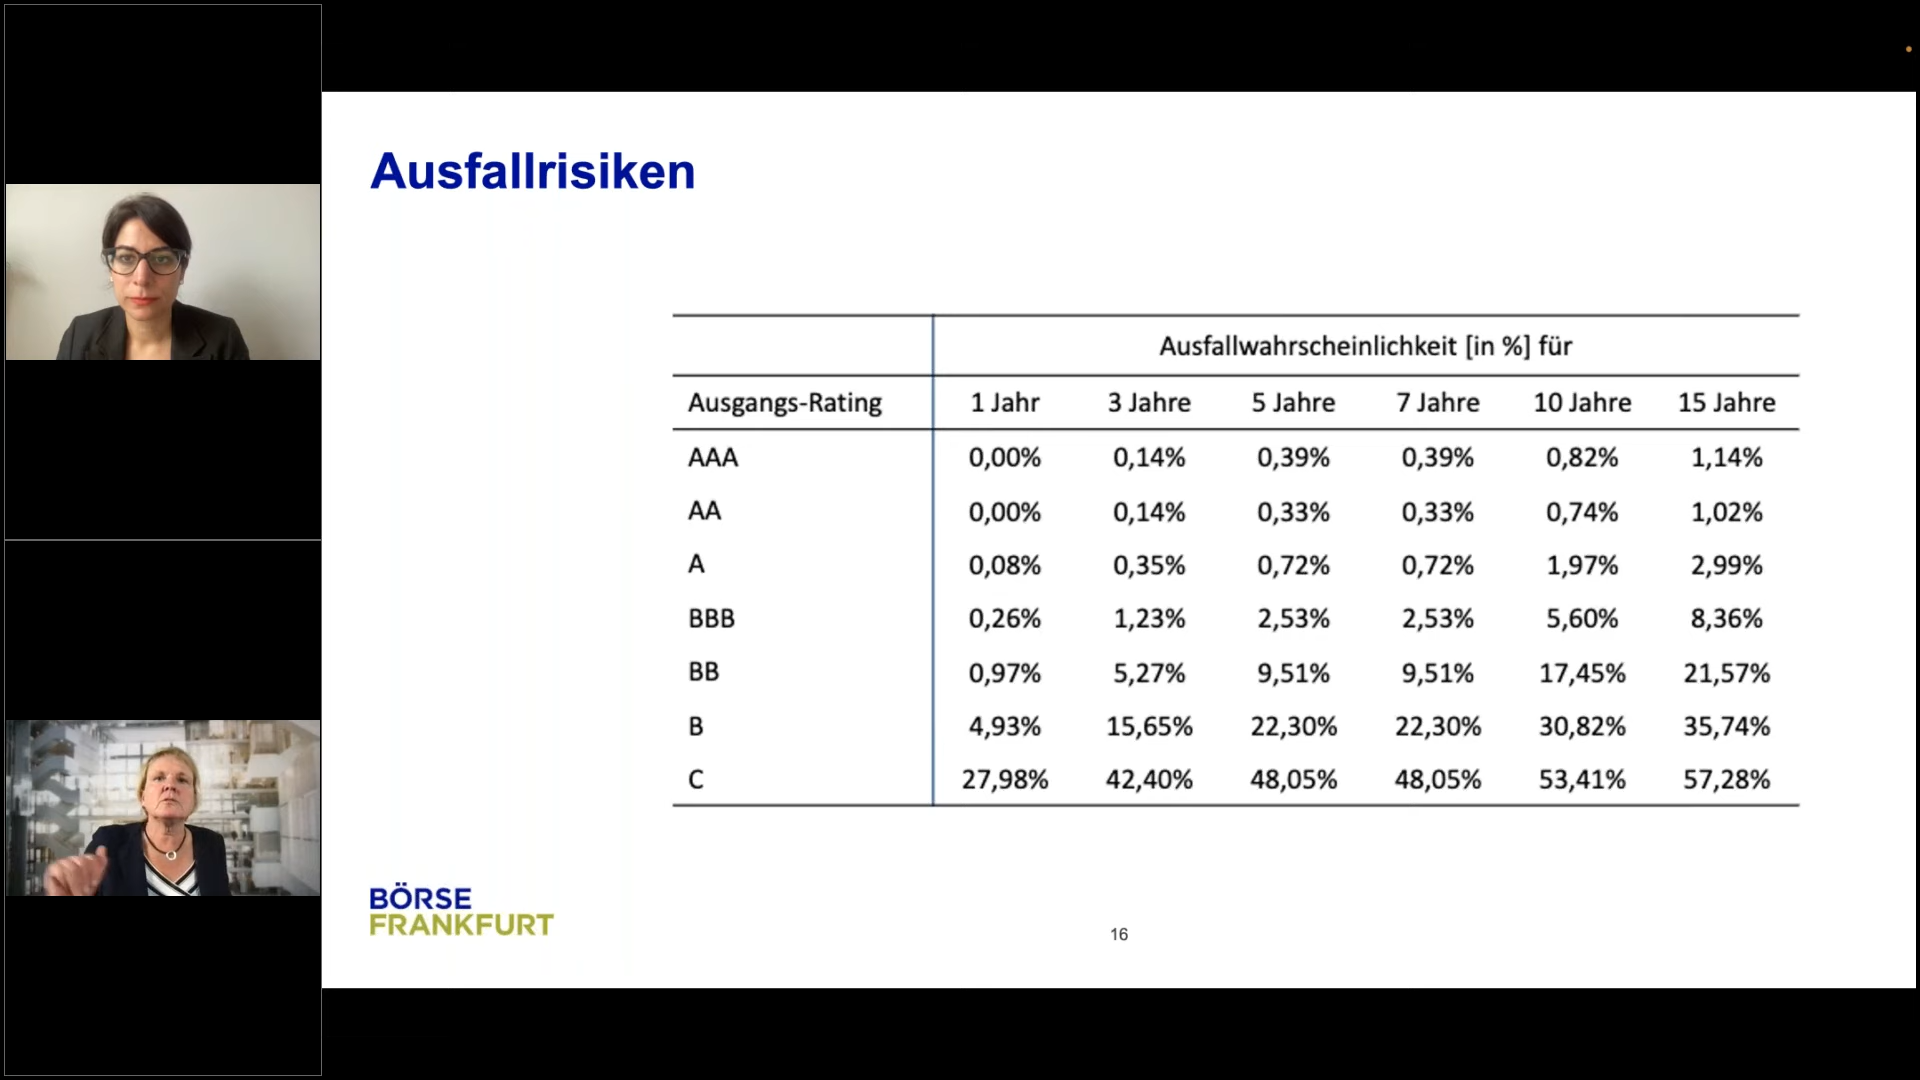 Ausfallrisiken
Ausfallwahrscheinlichkeit [in %] für
Ausgangs-Rating 1 Jahr 3 Jahre 5 Jahre 7 Jahre 10 Jahre 15 Jahre
AAA 0,00% 0,14% 0,39% 0,39% 0,82% 1,14%
AA 0,00% 0,14% 0,33% 0,33% 0,74% 1,02%
A 0,08% 0,35% 0,72% 0,72% 1,97% 2,99%
BBB 0,26% 1,23% 2,53% 2,53% 5,60% 8,36%
BB 0,97% 5,27% 9,51% 9,51% 17,45% 21,57%
B 4,93% 15,65% 22,30% 22,30% 30,82% 35,74%
C 27,98% 42,40% 48,05% 48,05% 53,41% 57,28%
BÖRSE
FRANKFURT
16